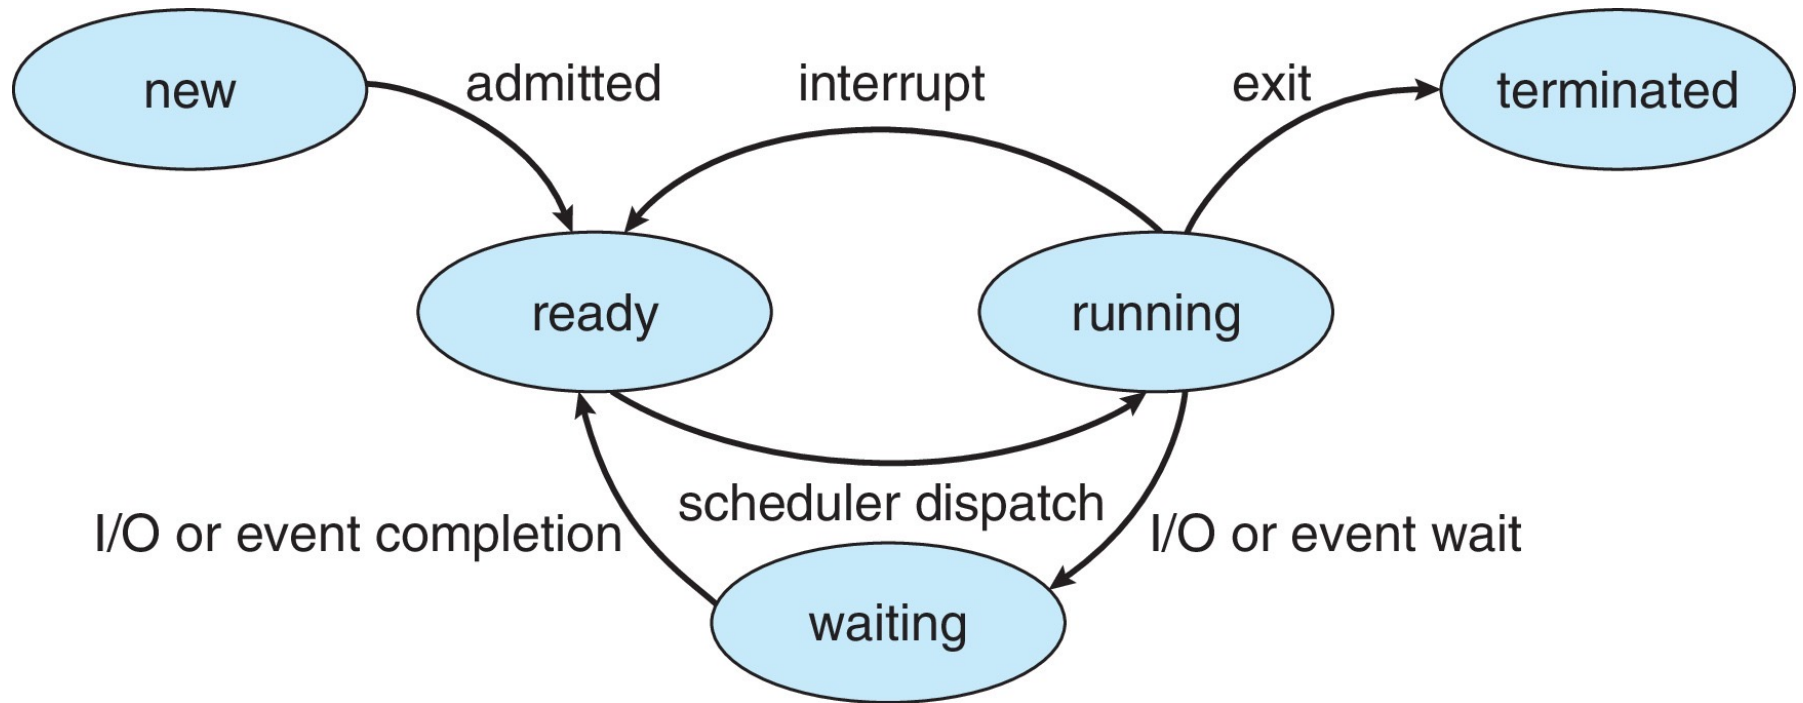 new
admitted
interrupt
exit
terminated
ready
running
scheduler dispatch
I/O or event completion
I/O or event wait
waiting